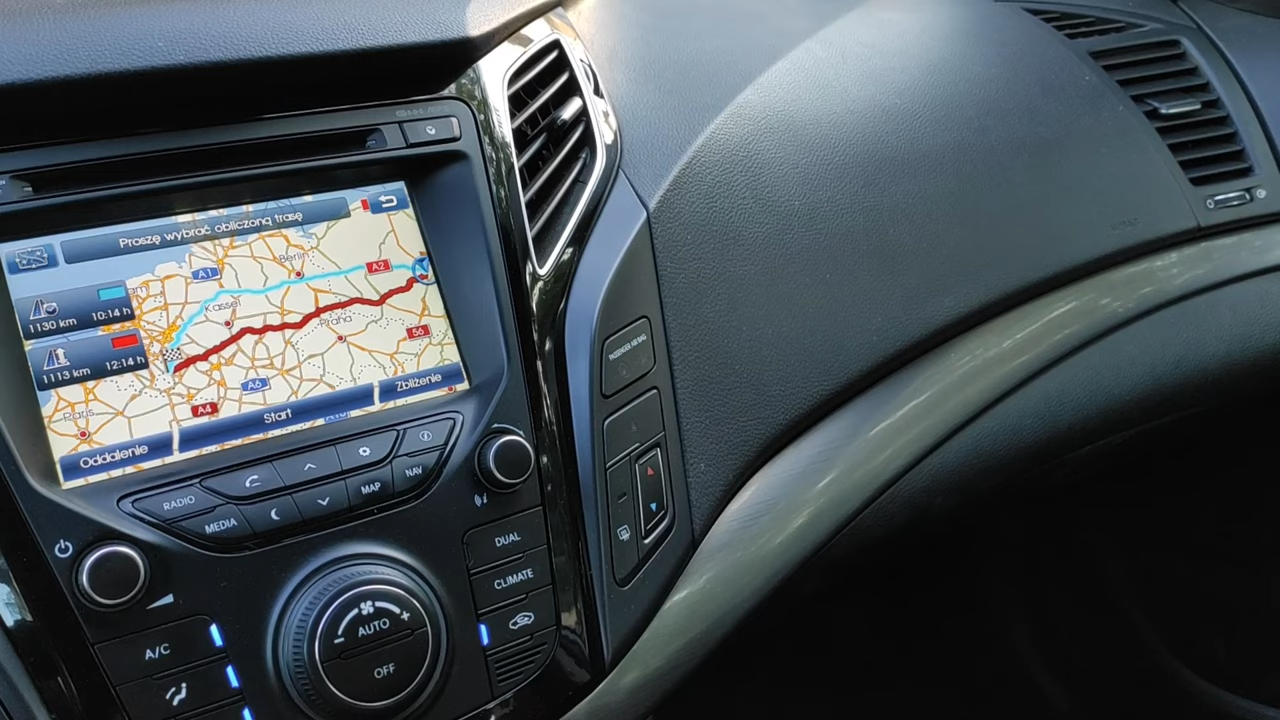 Proszę wybrać obliczoną trasę
A1
Berlin
A2
1130 km 10:14 h
Kassel
Praha
56
1113 km 12:14 h
A6
A4
Paris
Oddalenie
Start
Zbliżenie
RADIO
MEDIA
MAP
NAV
PASSENGER AIR BAG
DUAL
CLIMATE
A/C
AUTO
OFF